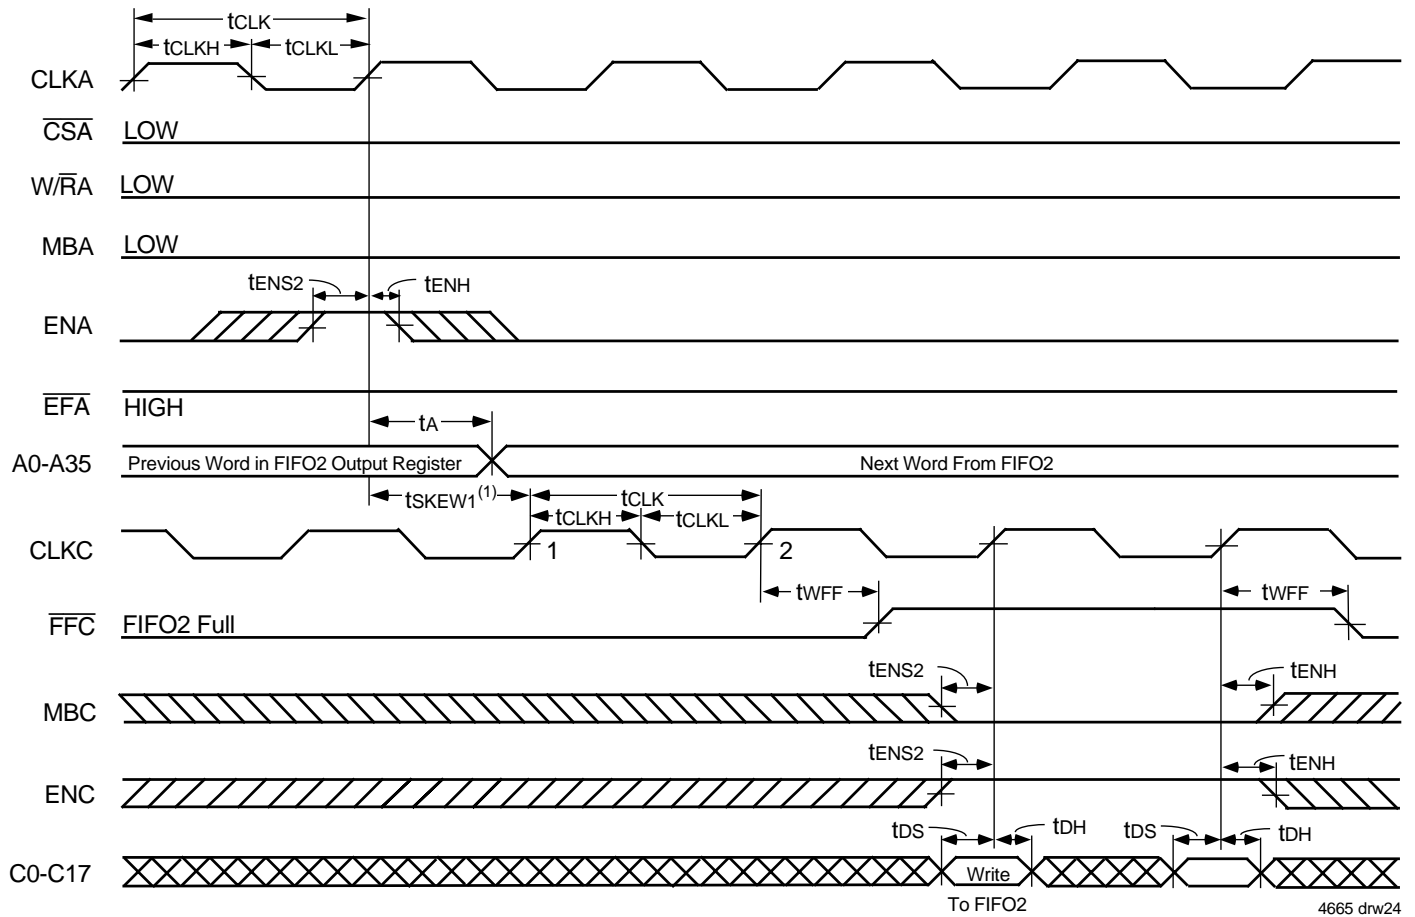 tCLK
tCLKH tCLKL
CLKA
CSA LOW
W/RA LOW
MBA LOW
tENS2 tENH
ENA
EFA HIGH
tA
A0-A35 Previous Word in FIFO2 Output Register Next Word From FIFO2
tSKEW1(1) tCLK
tCLKH tCLKL
CLKC 1 2
tWFF tWFF
FFC FIFO2 Full
tENS2 tENH
MBC
tENS2 tENH
ENC
tDS tDH tDS tDH
C0-C17 Write
To FIFO2
4665 drw24